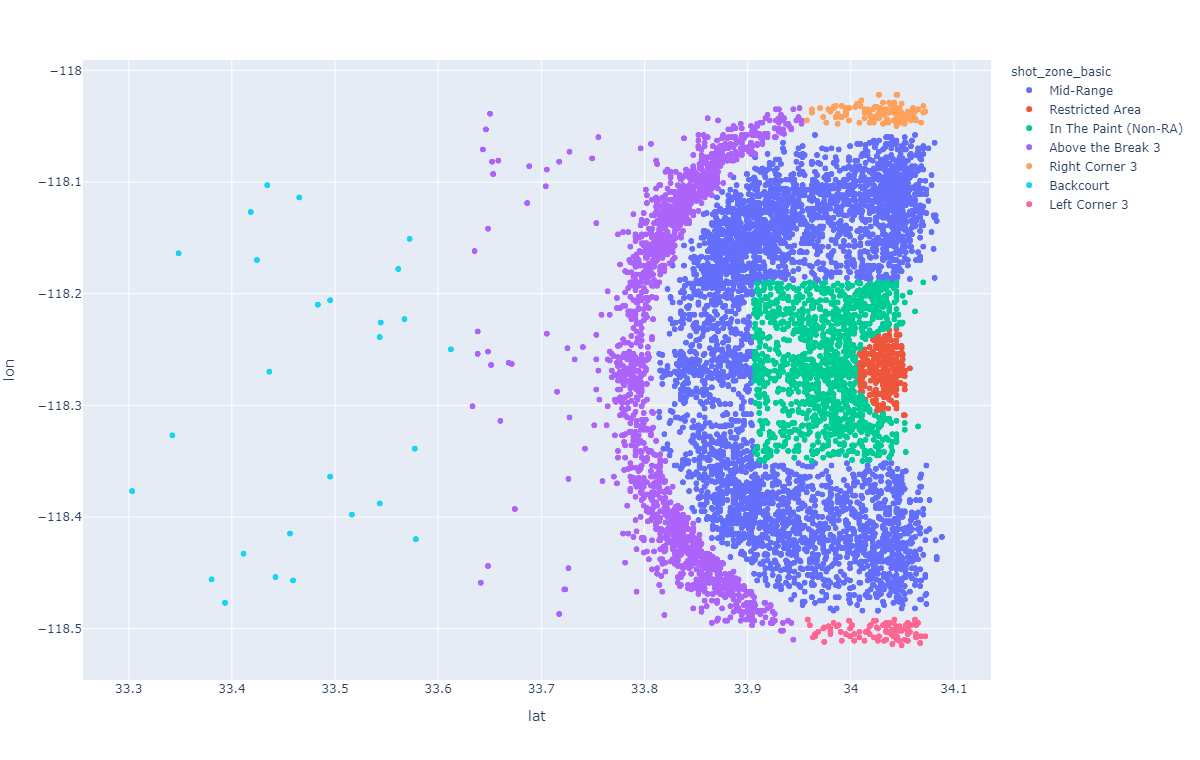 −118
−118.1
−118.2
−118.3
−118.4
−118.5
lon
33.3 33.4 33.5 33.6 33.7 33.8 33.9 34 34.1
lat
shot_zone_basic
Mid-Range
Restricted Area
In The Paint (Non-RA)
Above the Break 3
Right Corner 3
Backcourt
Left Corner 3